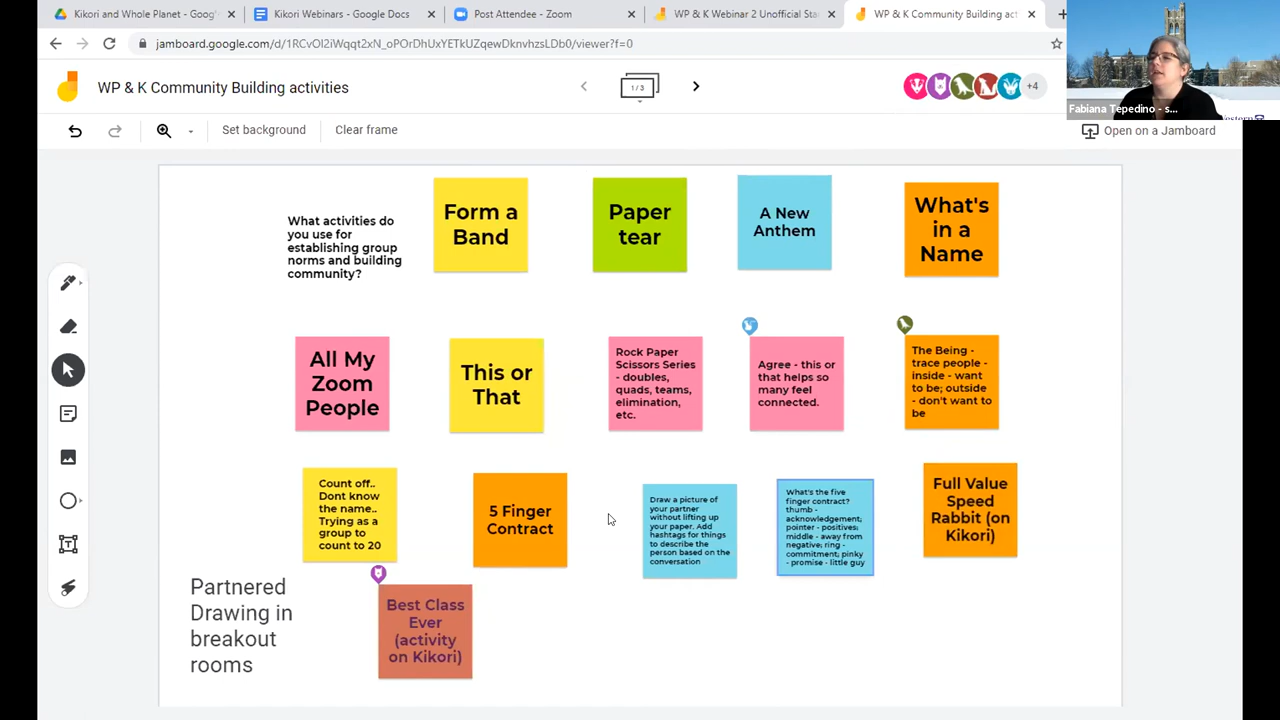 Kikori and Whole Planet - Goog
Kikori Webinars - Google Docs
Post Attendee - Zoom
WP & K Webinar 2 Unofficial Sta
WP & K Community Building act
jamboard.google.com/d/1RCvOl2iWqqt2xN_oPOrDhUxYETkUZqewDknvhzsLDb0/viewer?f=0
WP & K Community Building activities
1 / 3
+4
Fabiana Tepedino - s...
Set background
Clear frame
Open on a Jamboard
What activities do
you use for
establishing group
norms and building
community?
Form a
Band
Paper
tear
A New
Anthem
What's
in a
Name
All My
Zoom
People
This or
That
Rock Paper
Scissors Series
- doubles,
quads, teams,
elimination,
etc.
Agree - this or
that helps so
many feel
connected.
The Being -
trace people -
inside - want
to be; outside
- don't want to
be
Count off..
Dont know
the name..
Trying as a
group to
count to 20
5 Finger
Contract
Draw a picture of
your partner
without lifting up
your paper. Add
hashtags for things
to describe the
person based on the
conversation
What's the five
finger contract?
thumb -
acknowledgement;
pointer - positives;
middle - away from
negative; ring -
commitment; pinky
- promise - little guy
Full Value
Speed
Rabbit (on
Kikori)
Partnered
Drawing in
breakout
rooms
Best Class
Ever
(activity
on Kikori)